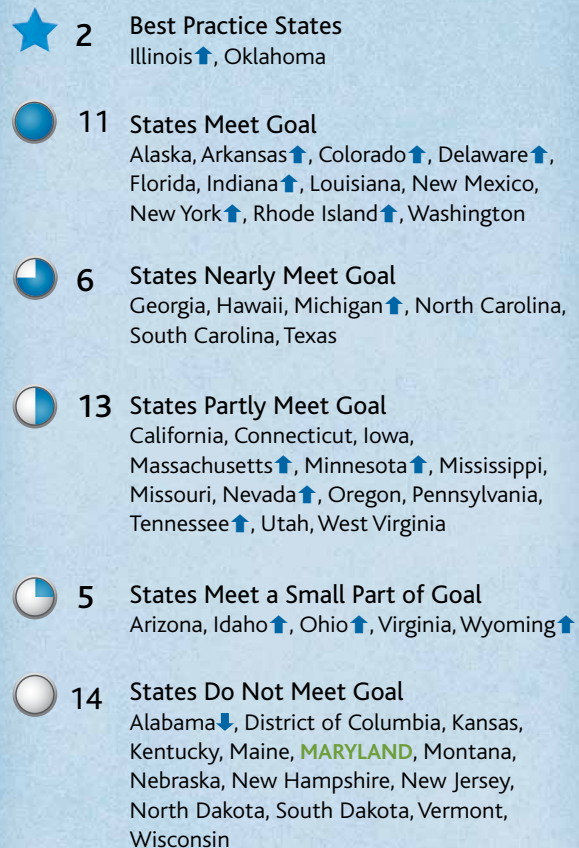 2 Best Practice States
Illinois⬆, Oklahoma
11 States Meet Goal
Alaska, Arkansas⬆, Colorado⬆, Delaware⬆,
Florida, Indiana⬆, Louisiana, New Mexico,
New York⬆, Rhode Island⬆, Washington
6 States Nearly Meet Goal
Georgia, Hawaii, Michigan⬆, North Carolina,
South Carolina, Texas
13 States Partly Meet Goal
California, Connecticut, Iowa,
Massachusetts⬆, Minnesota⬆, Mississippi,
Missouri, Nevada⬆, Oregon, Pennsylvania,
Tennessee⬆, Utah, West Virginia
5 States Meet a Small Part of Goal
Arizona, Idaho⬆, Ohio⬆, Virginia, Wyoming⬆
14 States Do Not Meet Goal
Alabama⬇, District of Columbia, Kansas,
Kentucky, Maine, MARYLAND, Montana,
Nebraska, New Hampshire, New Jersey,
North Dakota, South Dakota, Vermont,
Wisconsin